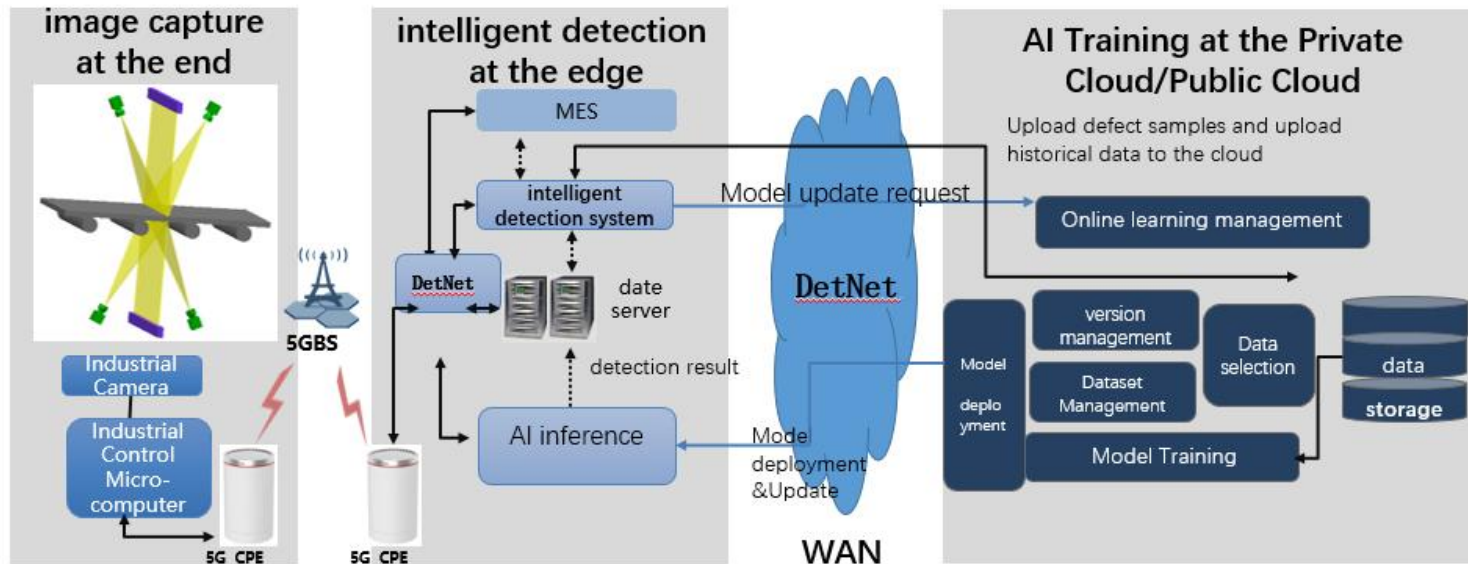 image capture
at the end
Industrial
Camera
Industrial
Control
Micro-
computer
5G CPE
5GBS
intelligent detection
at the edge
MES
intelligent
detection system
DetNet
date
server
detection result
AI inference
5G CPE
Model update request
DetNet
Model
deployment
&Update
WAN
AI Training at the Private
Cloud/Public Cloud
Upload defect samples and upload
historical data to the cloud
Online learning management
Model
deplo
yment
version
management
Dataset
Management
Data
selection
Model Training
data
storage